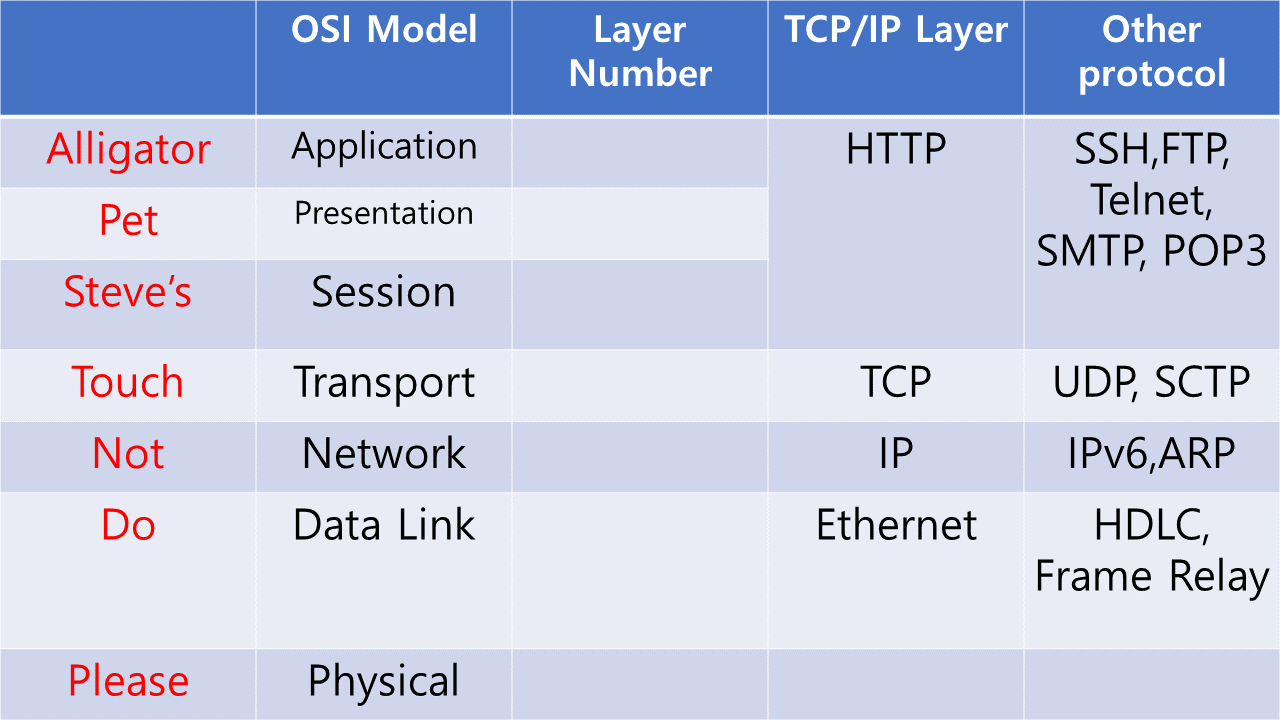 OSI Model
Layer
Number
TCP/IP Layer
Other
protocol
Alligator
Application
HTTP
SSH,FTP,
Telnet,
SMTP, POP3
Pet
Presentation
Steve’s
Session
Touch
Transport
TCP
UDP, SCTP
Not
Network
IP
IPv6,ARP
Do
Data Link
Ethernet
HDLC,
Frame Relay
Please
Physical